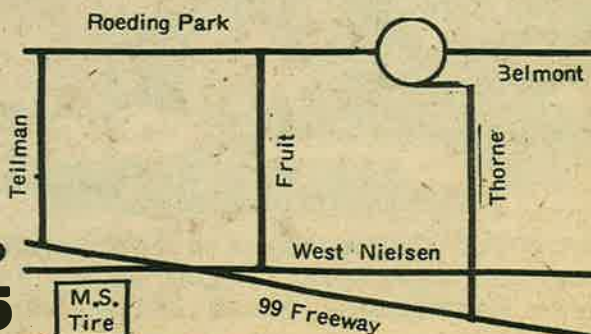 Roeding Park
Belmont
Teilman
Fruit
Thorne
West Nielsen
M.S.
Tire
99 Freeway